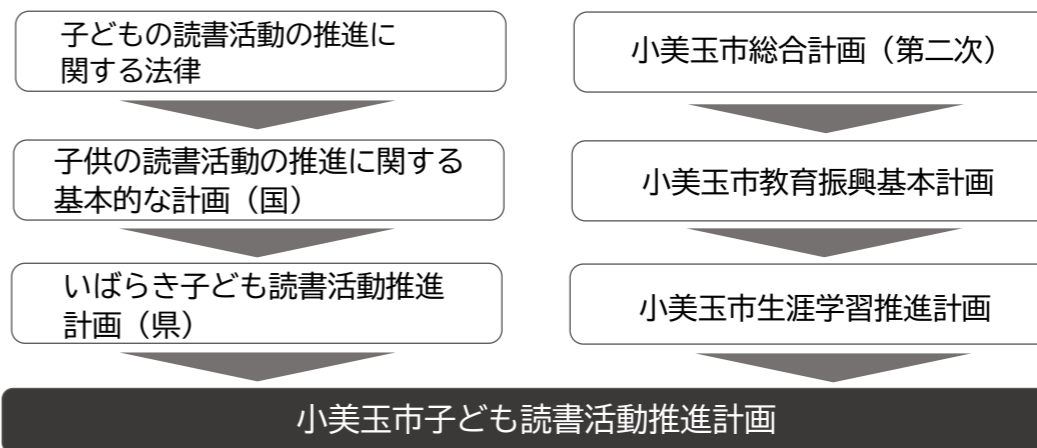 子どもの読書活動の推進に
関する法律
子供の読書活動の推進に関する
基本的な計画（国）
いばらき子ども読書活動推進
計画（県）
小美玉市総合計画（第二次）
小美玉市教育振興基本計画
小美玉市生涯学習推進計画
小美玉市子ども読書活動推進計画